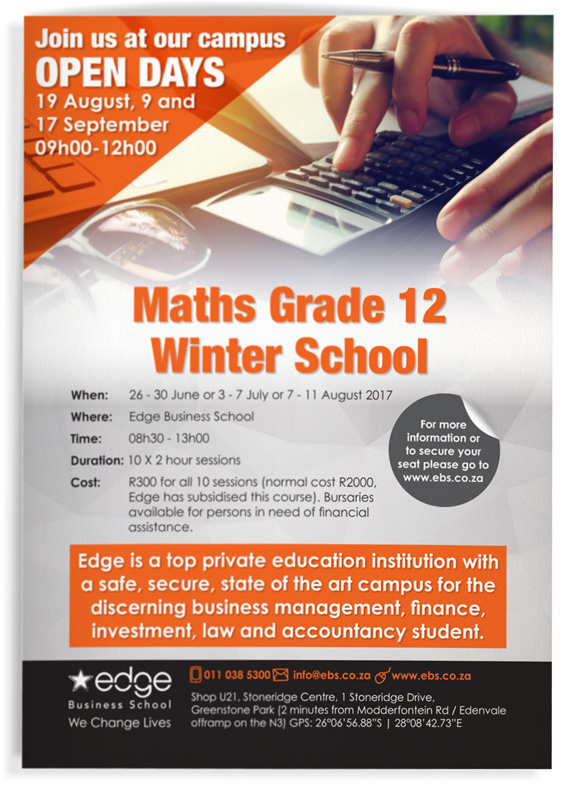 Join us at our campus
OPEN DAYS
19 August, 9 and
17 September
09h00-12h00
Maths Grade 12
Winter School
When: 26 - 30 June or 3 - 7 July or 7 - 11 August 2017
Where: Edge Business School
Time: 08h30 - 13h00
Duration: 10 X 2 hour sessions
Cost: R300 for all 10 sessions (normal cost R2000,
Edge has subsidised this course). Bursaries
available for persons in need of financial
assistance.
For more
information or
to secure your
seat please go to
www.ebs.co.za
Edge is a top private education institution with
a safe, secure, state of the art campus for the
discerning business management, finance,
investment, law and accountancy student.
edge
Business School
We Change Lives
011 038 5300 info@ebs.co.za www.ebs.co.za
Shop U21, Stoneridge Centre, 1 Stoneridge Drive,
Greenstone Park (2 minutes from Modderfontein Rd / Edenvale
offramp on the N3) GPS: 26º06'56.88"S | 28º08'42.73"E